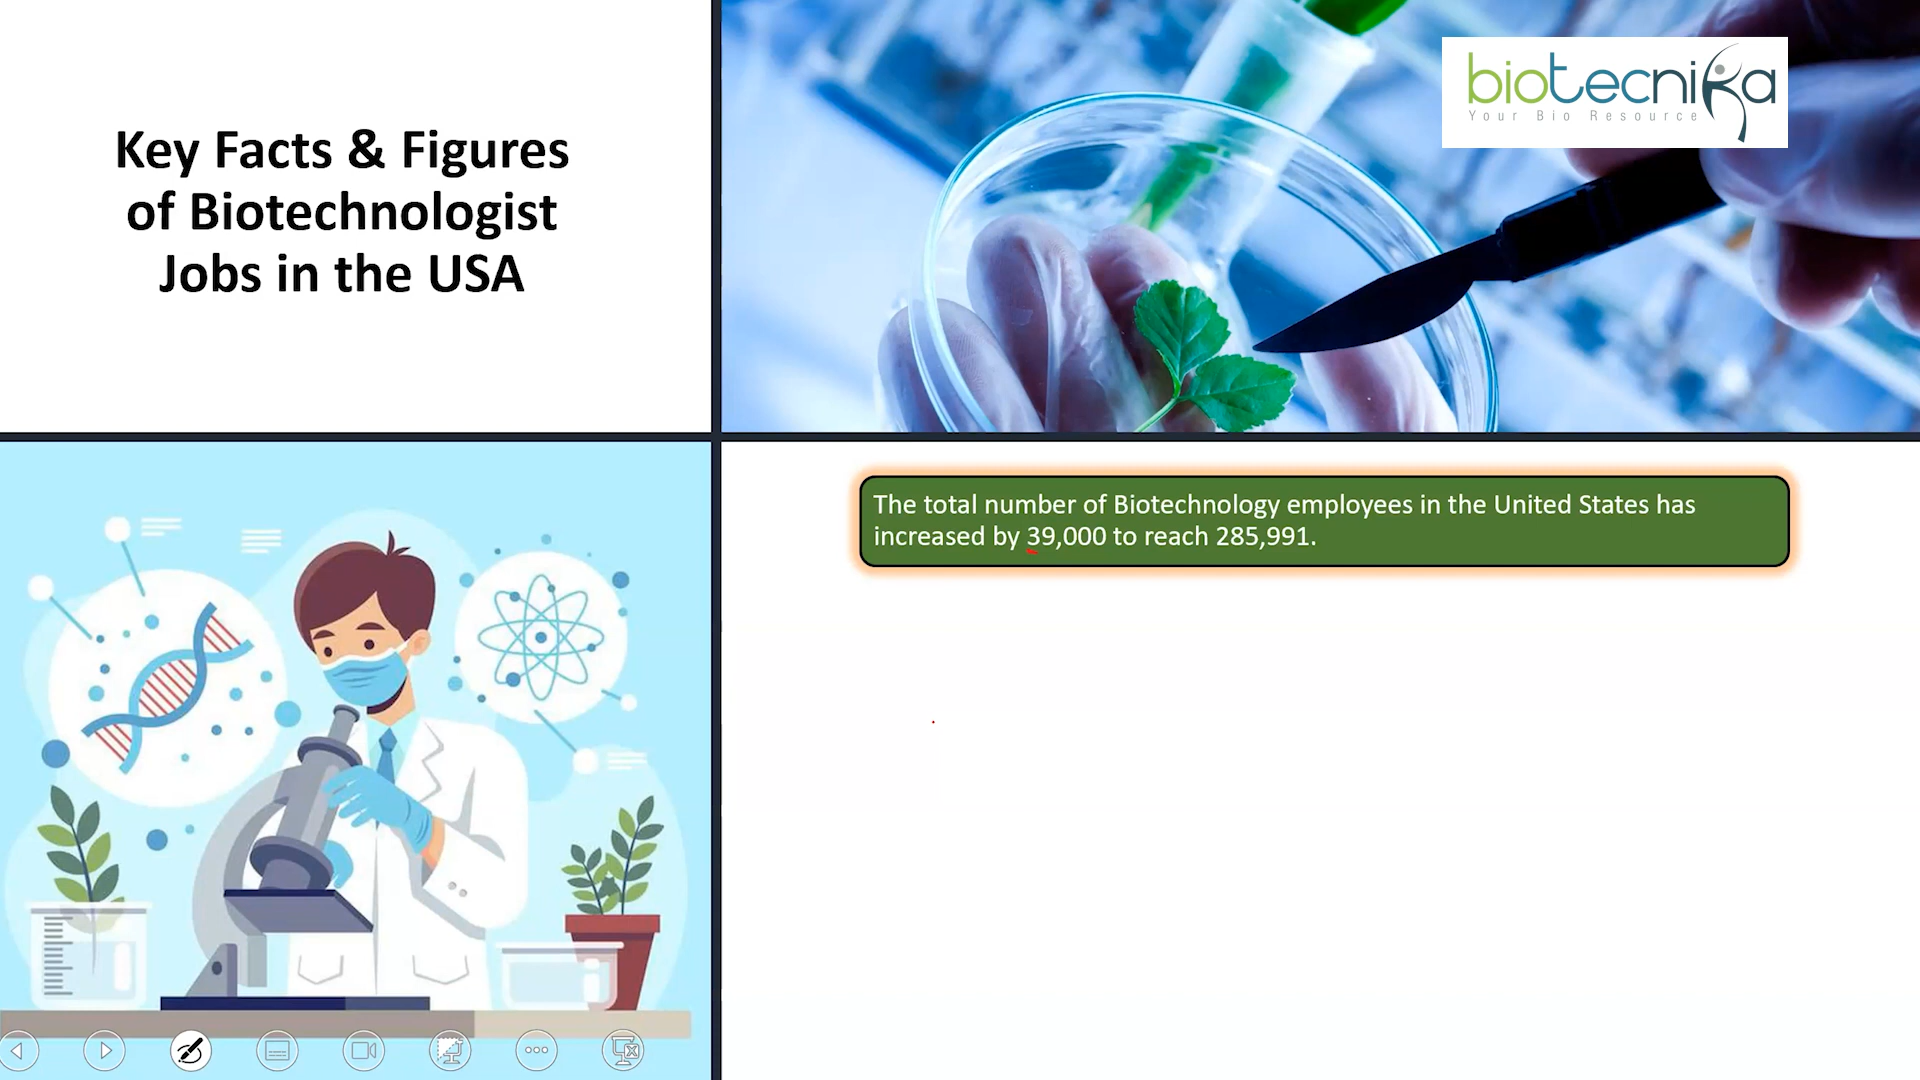 Key Facts & Figures
of Biotechnologist
Jobs in the USA
biotecnika
Your Bio Resource
The total number of Biotechnology employees in the United States has
increased by 39,000 to reach 285,991.